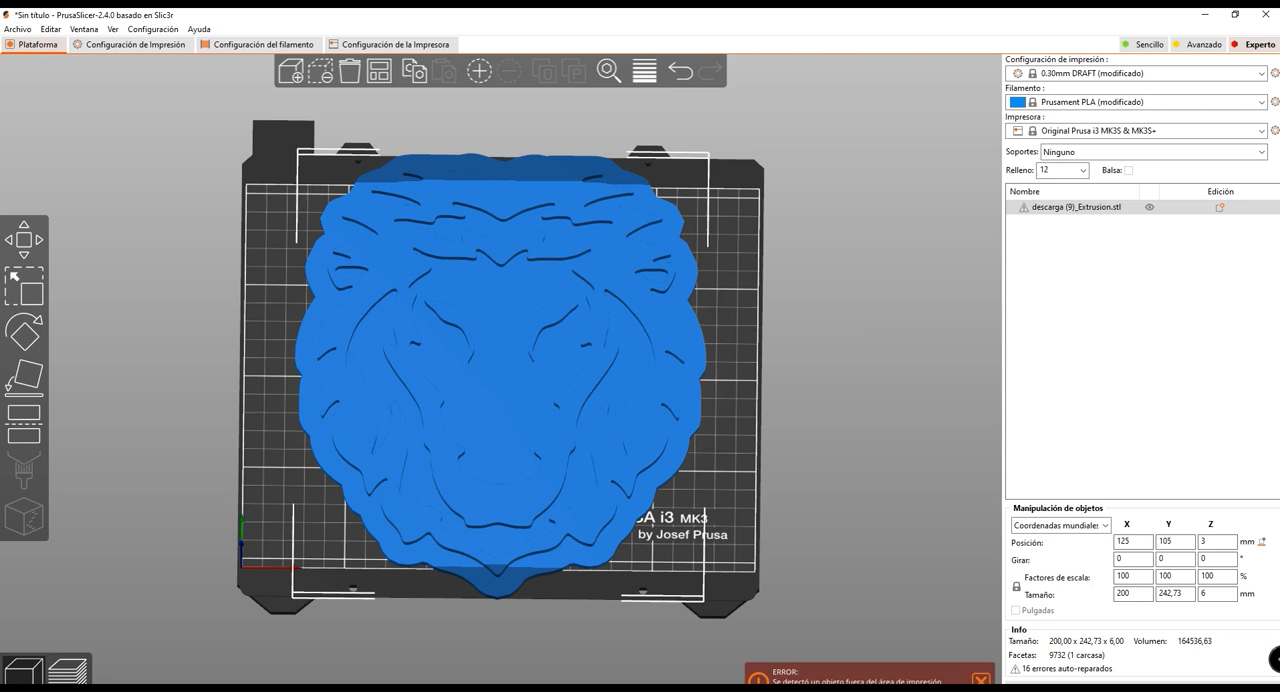 *Sin título - PrusaSlicer-2.4.0 basado en Slic3r
Archivo Editar Ventana Ver Configuración Ayuda
Plataforma Configuración de Impresión Configuración del filamento Configuración de la Impresora Sencillo Avanzado Experto
Configuración de impresión :
0.30mm DRAFT (modificado)
Filamento :
Prusament PLA (modificado)
Impresora :
Original Prusa i3 MK3S & MK3S+
Soportes: Ninguno
Relleno: 12 Balsa:
Nombre Edición
descarga (9)_Extrusion.stl
i3 MK3
by Josef Prusa
Manipulación de objetos
Coordenadas mundiales X Y Z
Posición: 125 105 3 mm
Girar: 0 0 0 °
Factores de escala: 100 100 100 %
Tamaño: 200 242,73 6 mm
Pulgadas
Info
Tamaño: 200,00 x 242,73 x 6,00 Volumen: 164536,63
Facetas: 9732 (1 carcasa)
16 errores auto-reparados
ERROR:
Se detectó un objeto fuera del área de impresión